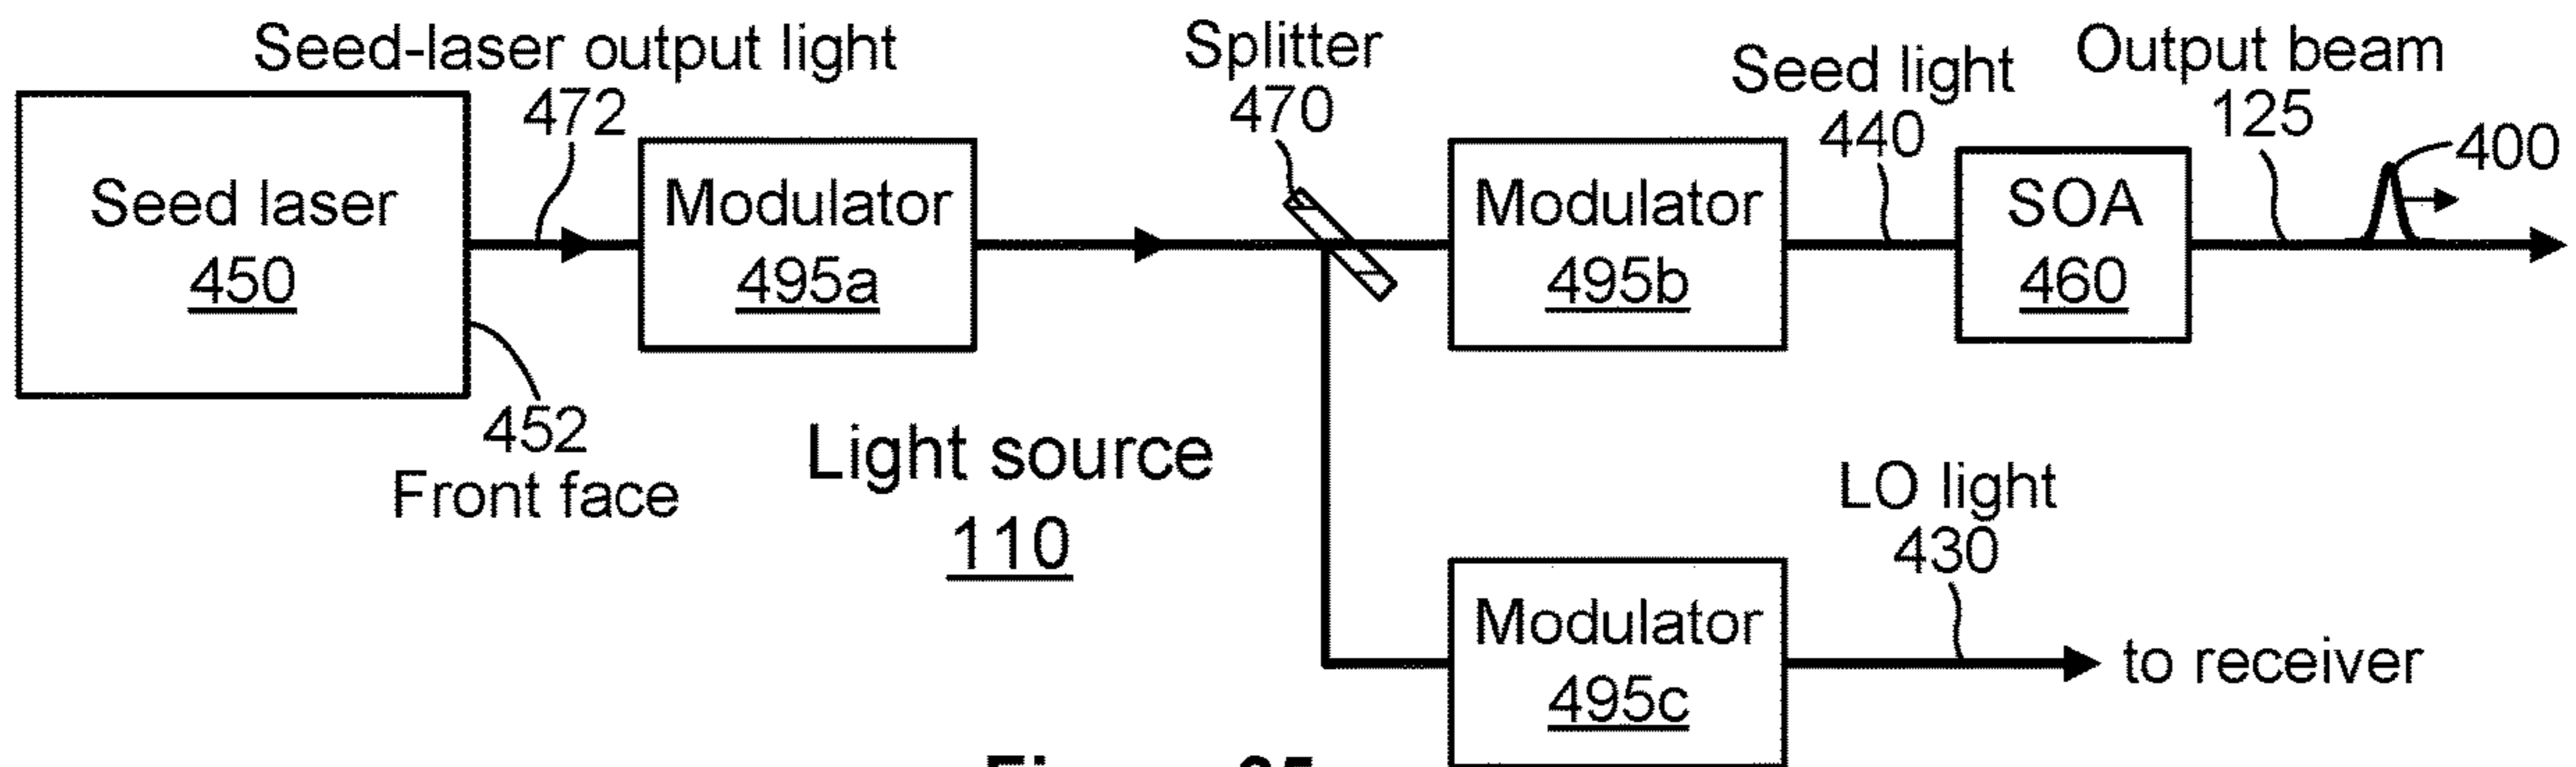 Seed-laser output light
472
Splitter
470
Seed light
440
Output beam
125
400
Seed laser
450
Modulator
495a
Modulator
495b
SOA
460
452
Front face
Light source
110
LO light
430
Modulator
495c
to receiver